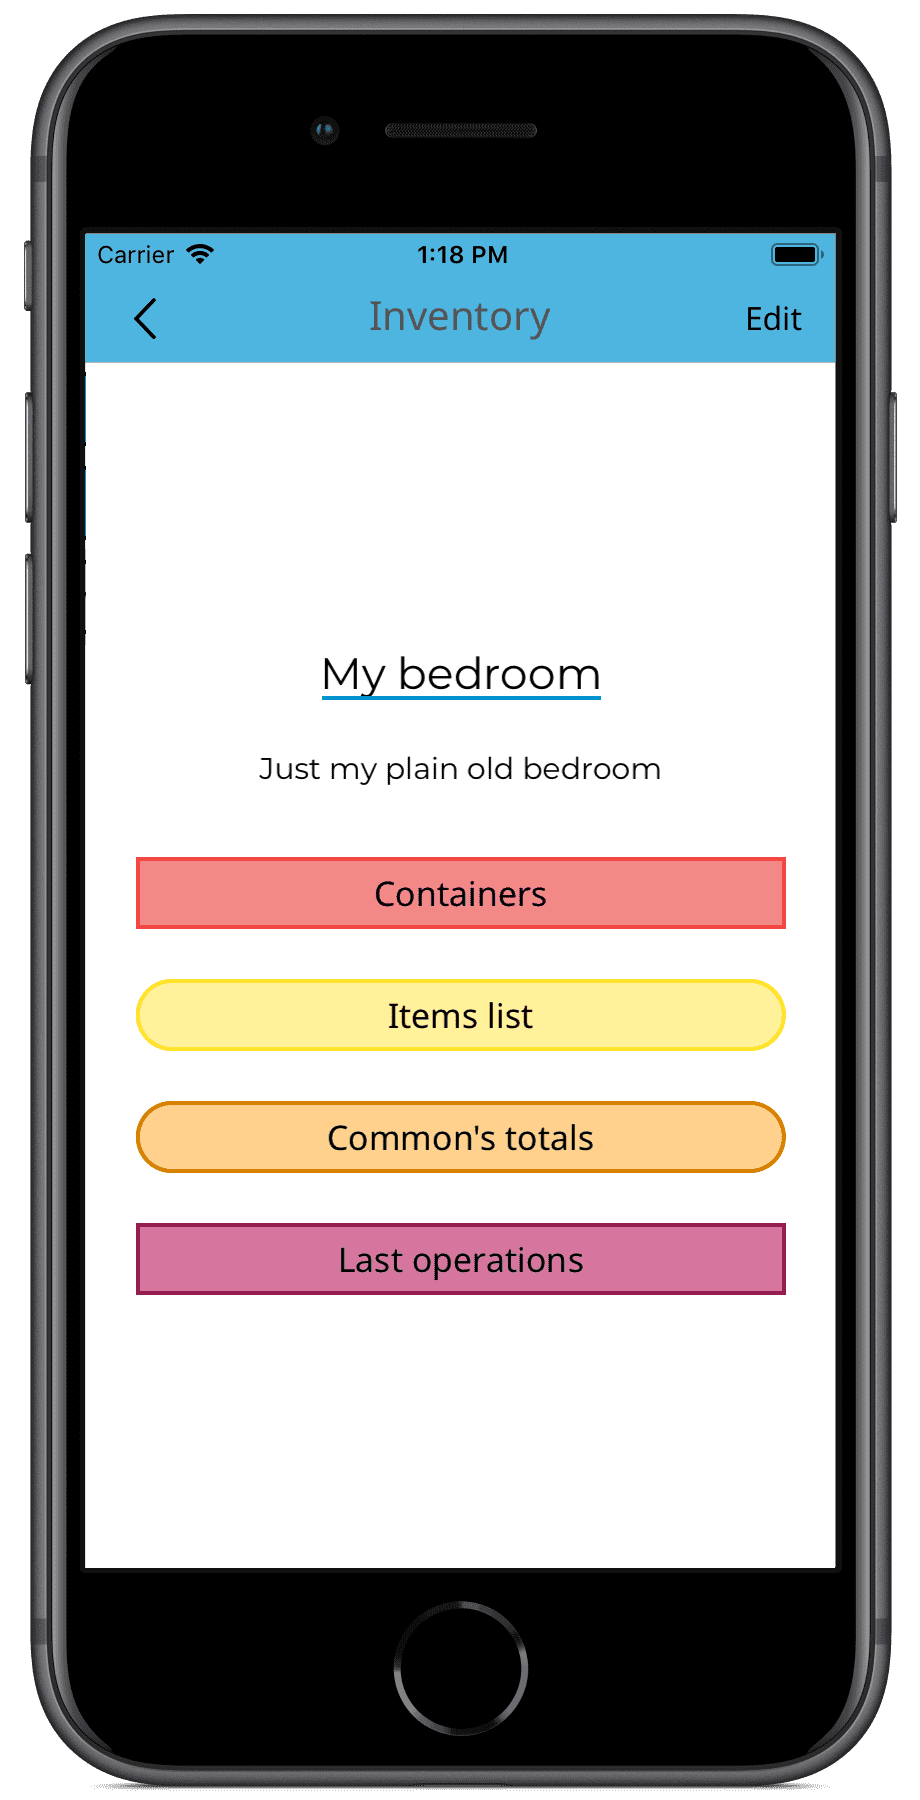 Carrier 1:18 PM
Inventory Edit
My bedroom
Just my plain old bedroom
Containers
Items list
Common's totals
Last operations